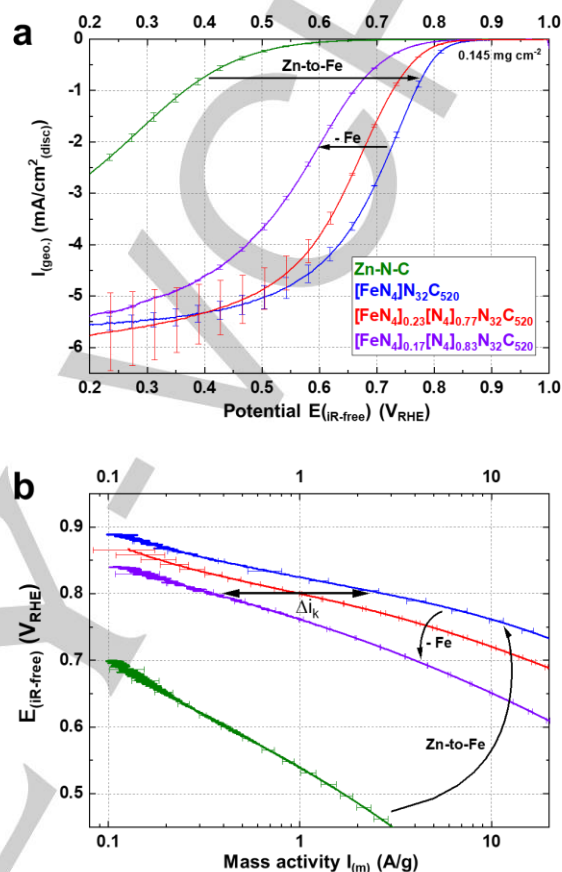 a
0.2 0.3 0.4 0.5 0.6 0.7 0.8 0.9 1.0
0
-1
-2
-3
-4
-5
-6
I(geo.) (mA/cm²(disc))
0.145 mg cm⁻²
Zn-to-Fe
- Fe
Zn-N-C
[FeN₄]N₃₂C₅₂₀
[FeN₄]₀.₂₃[N₄]₀.₇₇N₃₂C₅₂₀
[FeN₄]₀.₁₇[N₄]₀.₈₃N₃₂C₅₂₀
0.2 0.3 0.4 0.5 0.6 0.7 0.8 0.9 1.0
Potential E(iR-free) (V_RHE)
b
0.1 1 10
0.9
0.8
0.7
0.6
0.5
E(iR-free) (V_RHE)
Δiₖ
- Fe
Zn-to-Fe
0.1 1 10
Mass activity I(m) (A/g)